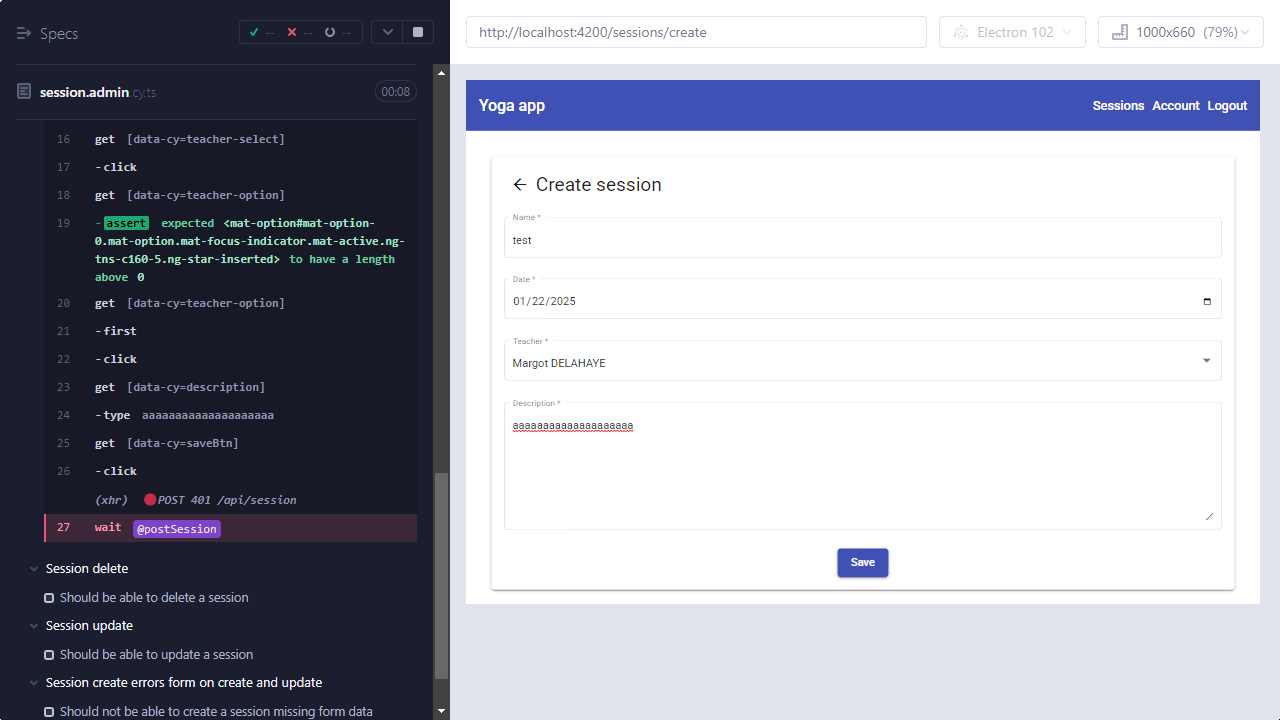 Specs
-- -- --
session.admin.cy.ts 00:08
16 get [data-cy=teacher-select]
17 -click
18 get [data-cy=teacher-option]
19 -assert expected <mat-option#mat-option-
0.mat-option.mat-focus-indicator.mat-active.ng-
tns-c160-5.ng-star-inserted> to have a length
above 0
20 get [data-cy=teacher-option]
21 -first
22 -click
23 get [data-cy=description]
24 -type aaaaaaaaaaaaaaaaaaaa
25 get [data-cy=saveBtn]
26 -click
(xhr) POST 401 /api/session
27 wait @postSession
Session delete
Should be able to delete a session
Session update
Should be able to update a session
Session create errors form on create and update
Should not be able to create a session missing form data
http://localhost:4200/sessions/create
Electron 102
1000x660 (79%)
Yoga app
Sessions Account Logout
Create session
Name *
test
Date *
01/22/2025
Teacher *
Margot DELAHAYE
Description *
aaaaaaaaaaaaaaaaaaaa
Save